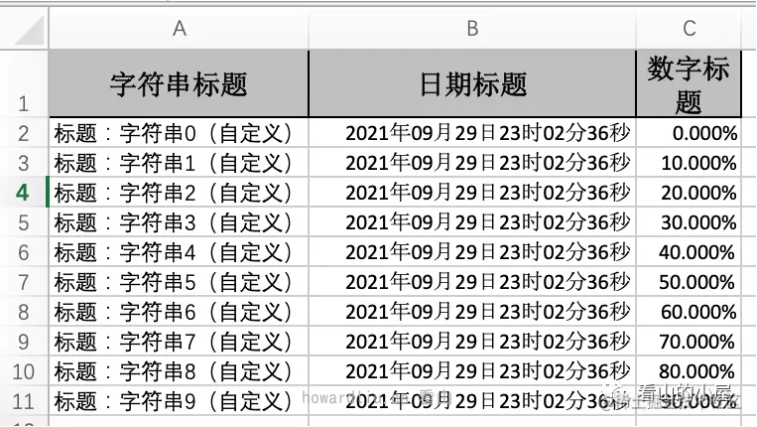 A B C
1 字符串标题 日期标题 数字标
题
2 标题：字符串0（自定义） 2021年09月29日23时02分36秒 0.000%
3 标题：字符串1（自定义） 2021年09月29日23时02分36秒 10.000%
4 标题：字符串2（自定义） 2021年09月29日23时02分36秒 20.000%
5 标题：字符串3（自定义） 2021年09月29日23时02分36秒 30.000%
6 标题：字符串4（自定义） 2021年09月29日23时02分36秒 40.000%
7 标题：字符串5（自定义） 2021年09月29日23时02分36秒 50.000%
8 标题：字符串6（自定义） 2021年09月29日23时02分36秒 60.000%
9 标题：字符串7（自定义） 2021年09月29日23时02分36秒 70.000%
10 标题：字符串8（自定义） 2021年09月29日23时02分36秒 80.000%
看山的小屋
11 标题：字符串9（自定义） 2021年09月29日23时02分36秒 90.000%